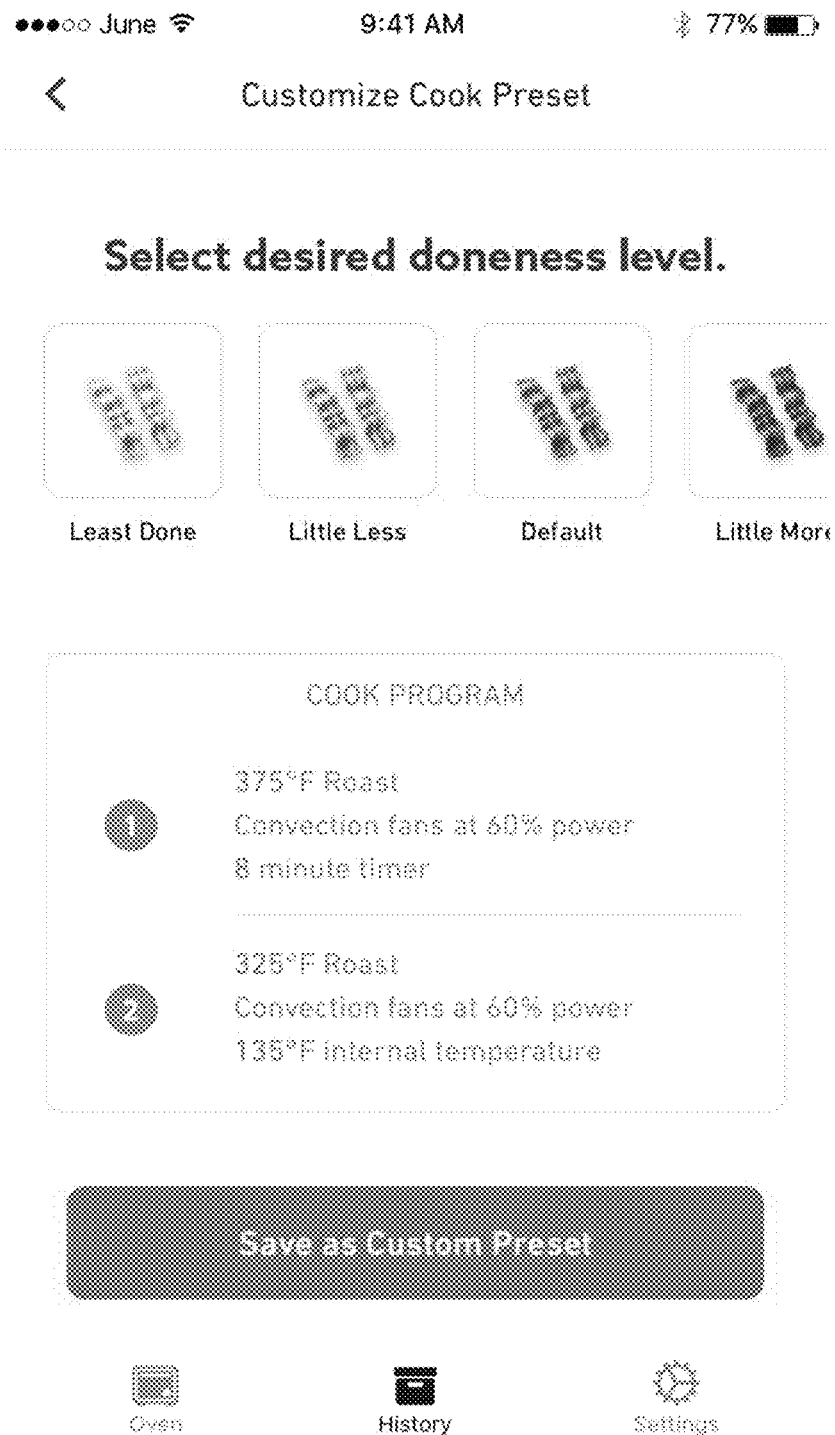 June 9:41 AM 77%
Customize Cook Preset
Select desired doneness level.
Least Done Little Less Default Little More
COOK PROGRAM
1
375°F Roast
Convection fans at 60% power
8 minute timer
2
325°F Roast
Convection fans at 60% power
135°F internal temperature
Save as Custom Preset
Oven History Settings